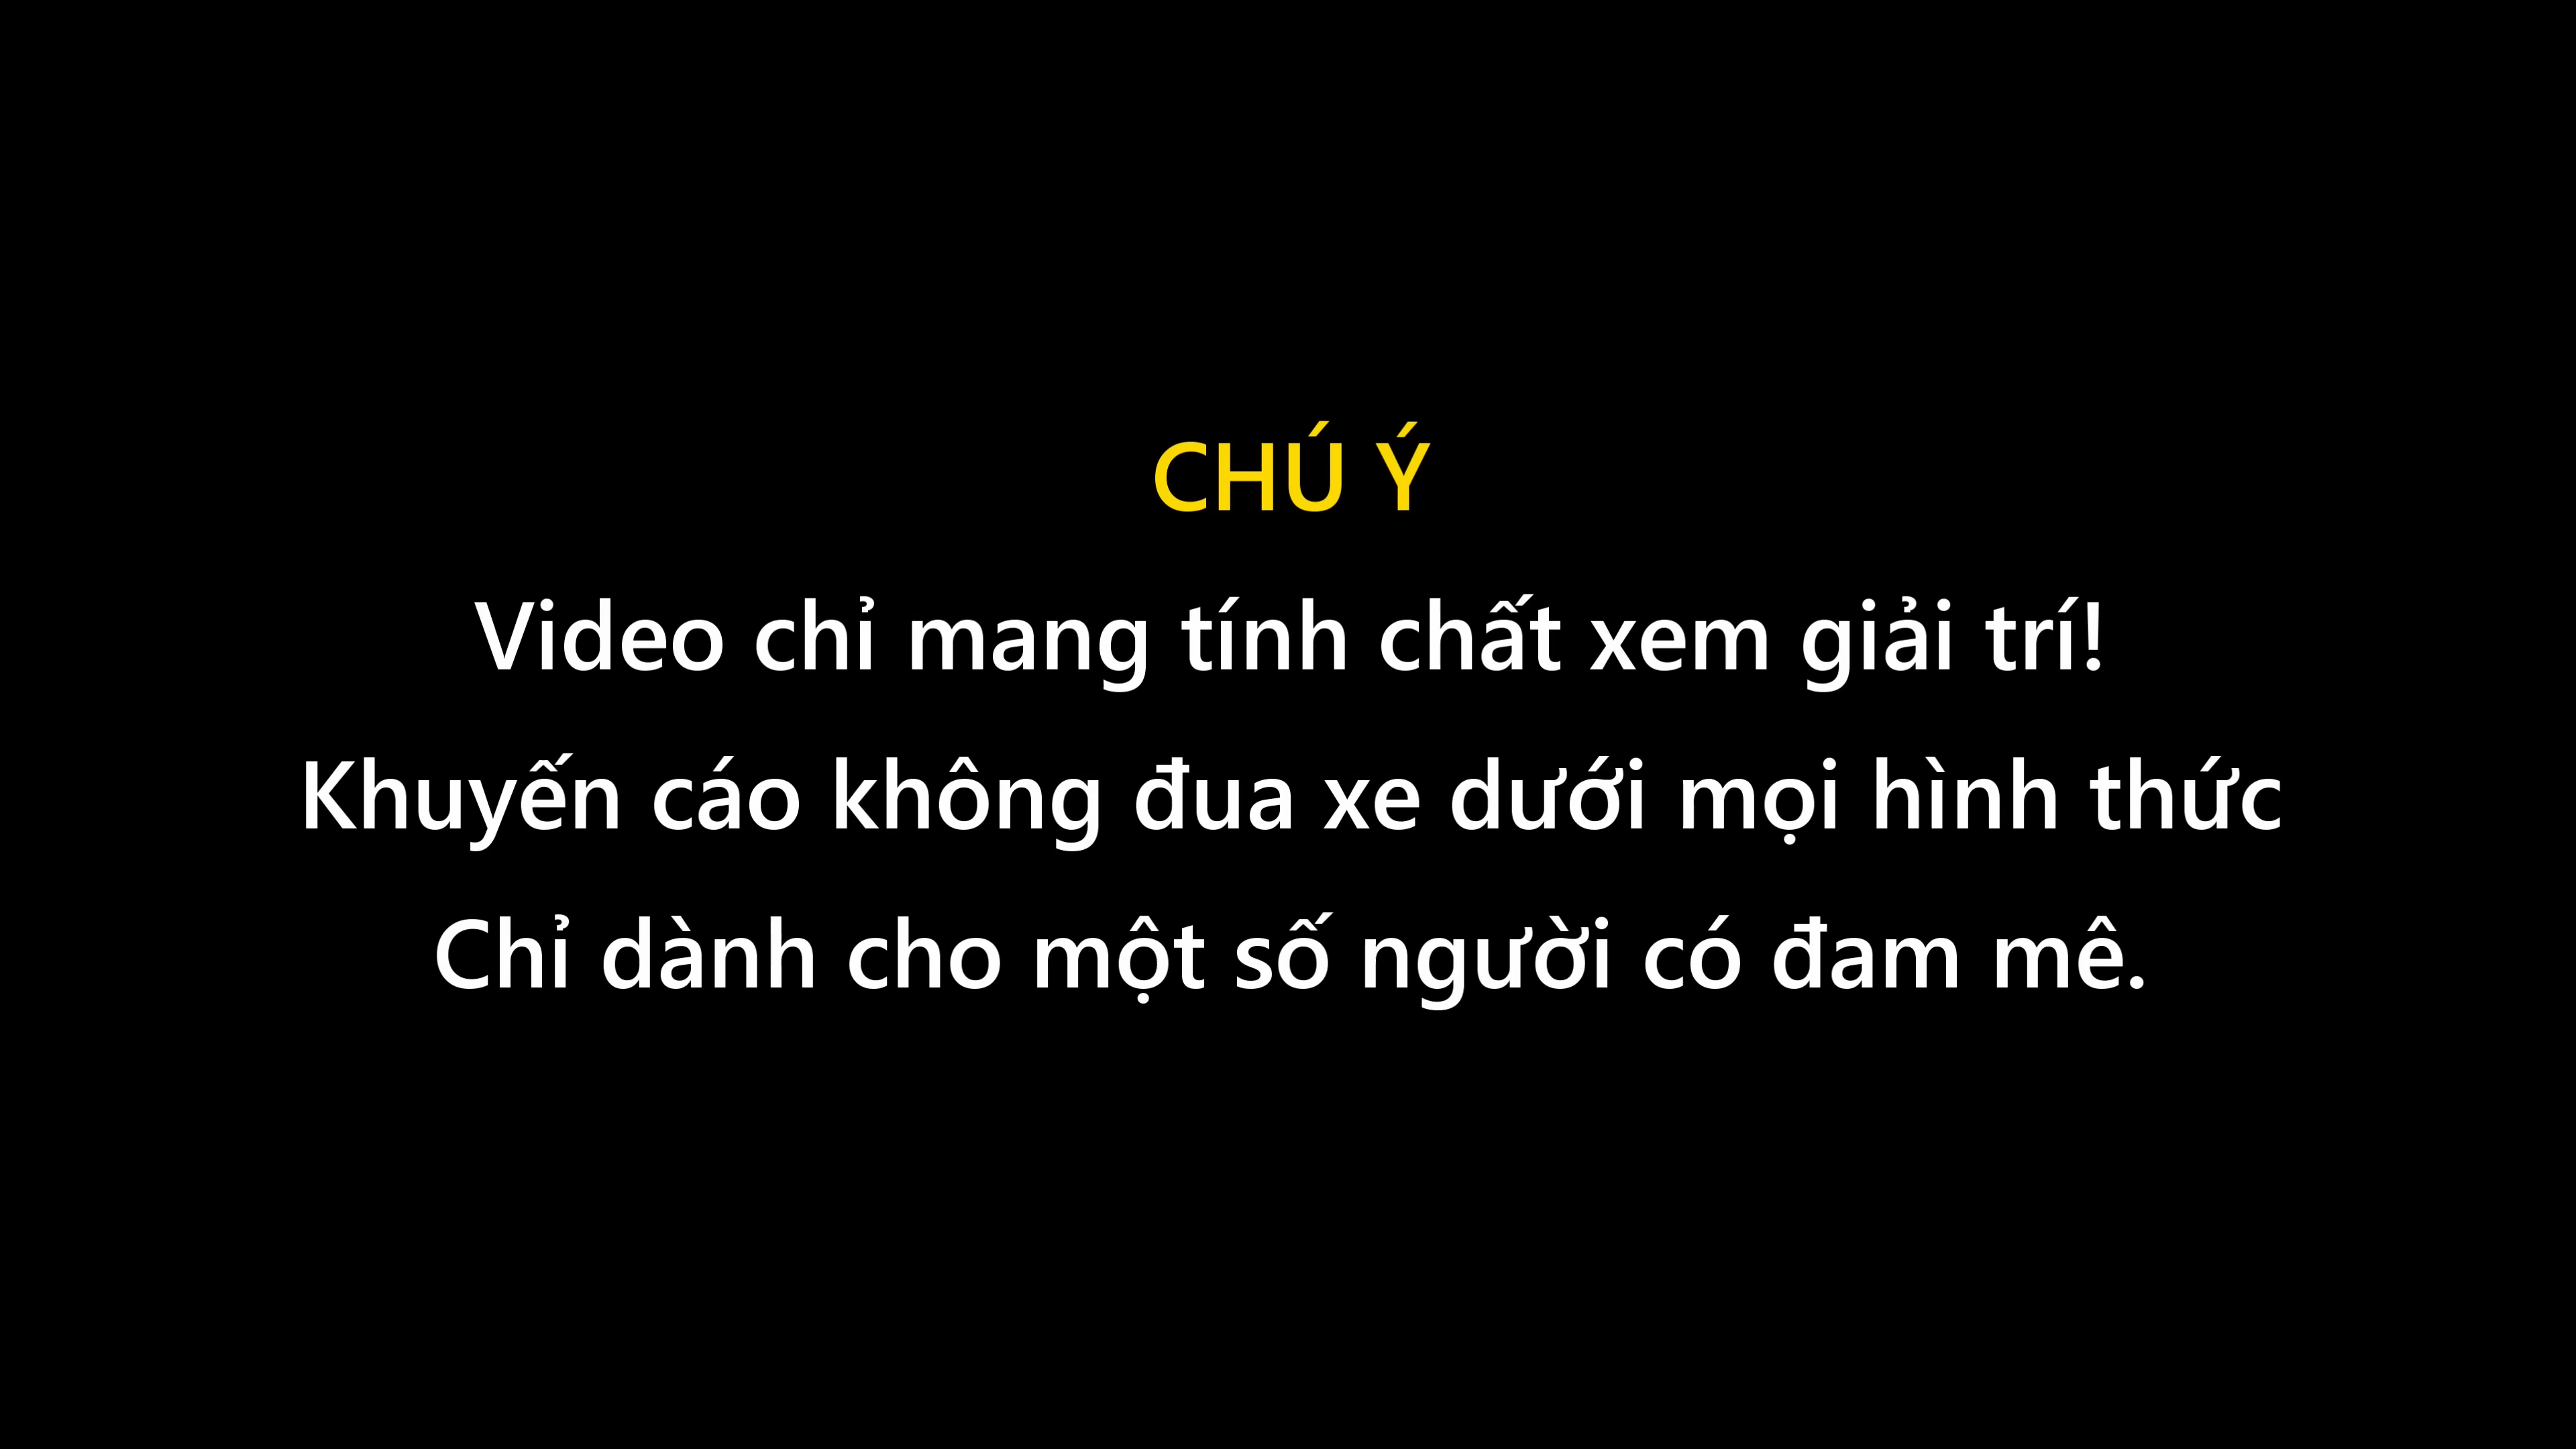 CHÚ Ý
Video chỉ mang tính chất xem giải trí!
Khuyến cáo không đua xe dưới mọi hình thức
Chỉ dành cho một số người có đam mê.